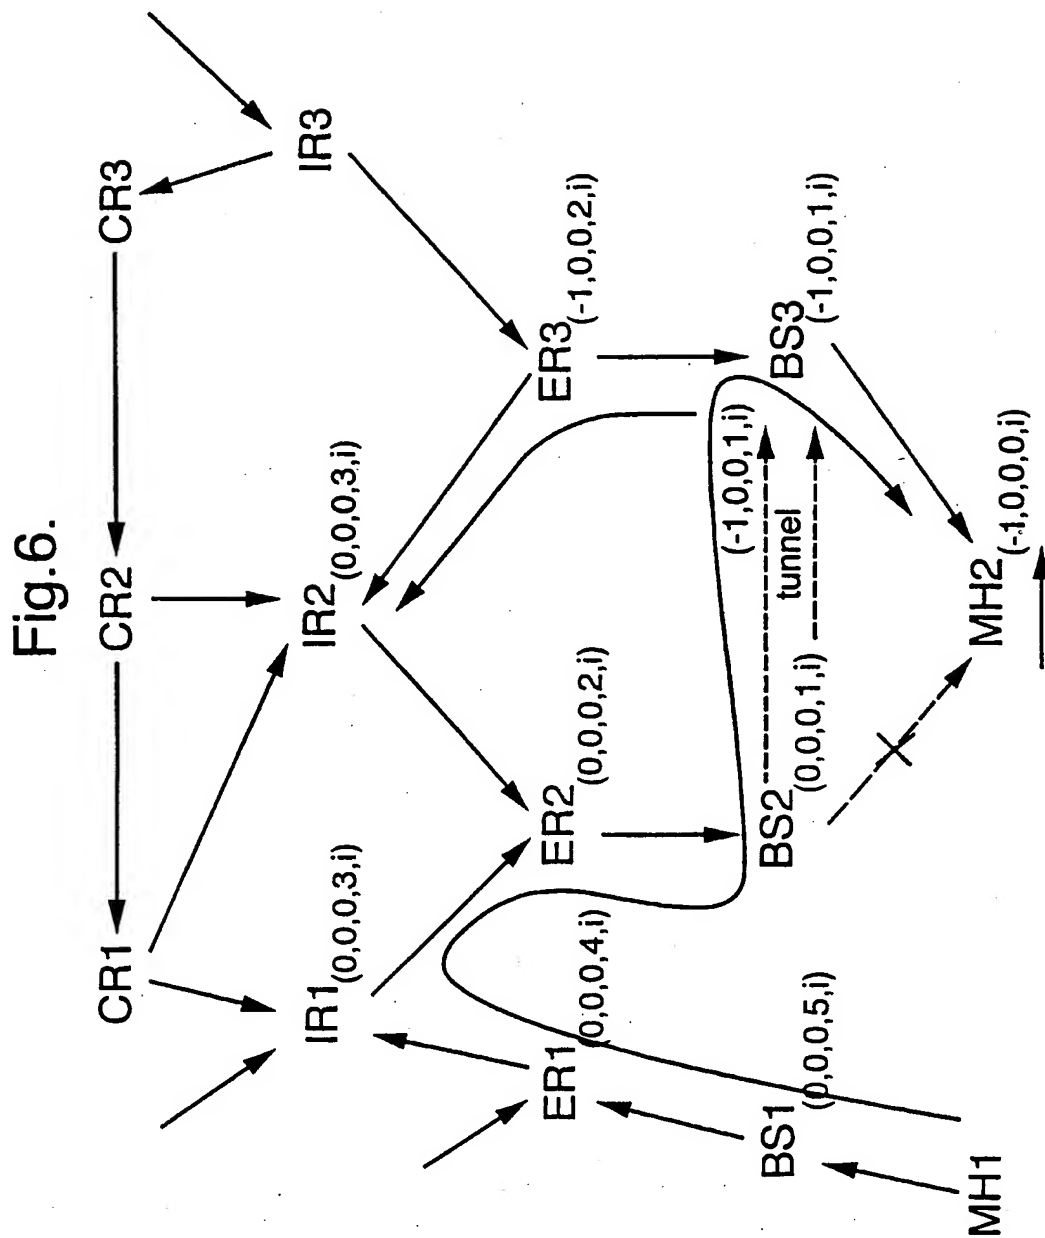 Fig.6.
CR1
CR2
CR3
IR1(0,0,0,3,i)
IR2(0,0,0,3,i)
IR3
ER1(0,0,0,4,i)
ER2(0,0,0,2,i)
ER3(-1,0,0,2,i)
(-1,0,0,1,i)
tunnel
BS1(0,0,0,5,i)
BS2(0,0,0,1,i)
BS3(-1,0,0,1,i)
MH1
MH2(-1,0,0,0,i)